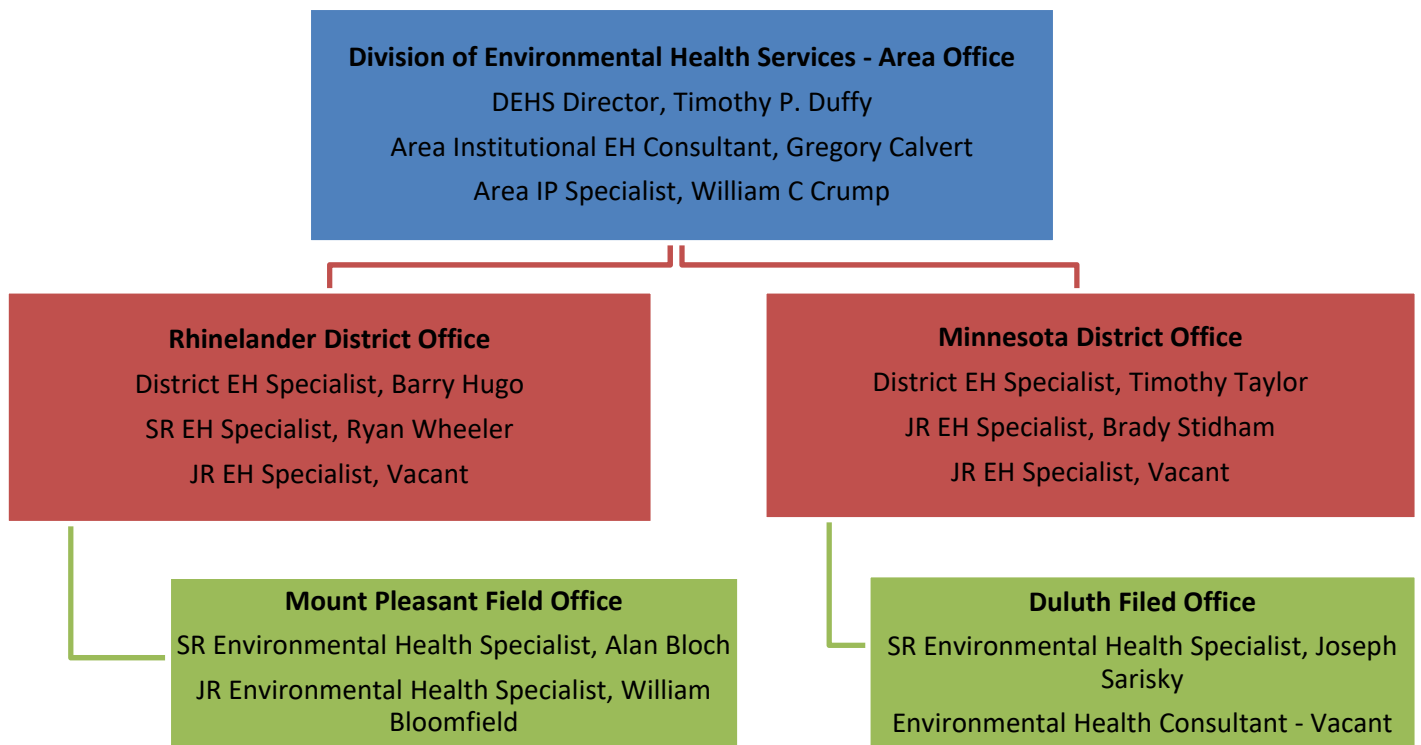 Division of Environmental Health Services - Area Office
DEHS Director, Timothy P. Duffy
Area Institutional EH Consultant, Gregory Calvert
Area IP Specialist, William C Crump
Rhinelander District Office
District EH Specialist, Barry Hugo
SR EH Specialist, Ryan Wheeler
JR EH Specialist, Vacant
Minnesota District Office
District EH Specialist, Timothy Taylor
JR EH Specialist, Brady Stidham
JR EH Specialist, Vacant
Mount Pleasant Field Office
SR Environmental Health Specialist, Alan Bloch
JR Environmental Health Specialist, William
Bloomfield
Duluth Filed Office
SR Environmental Health Specialist, Joseph
Sarisky
Environmental Health Consultant - Vacant